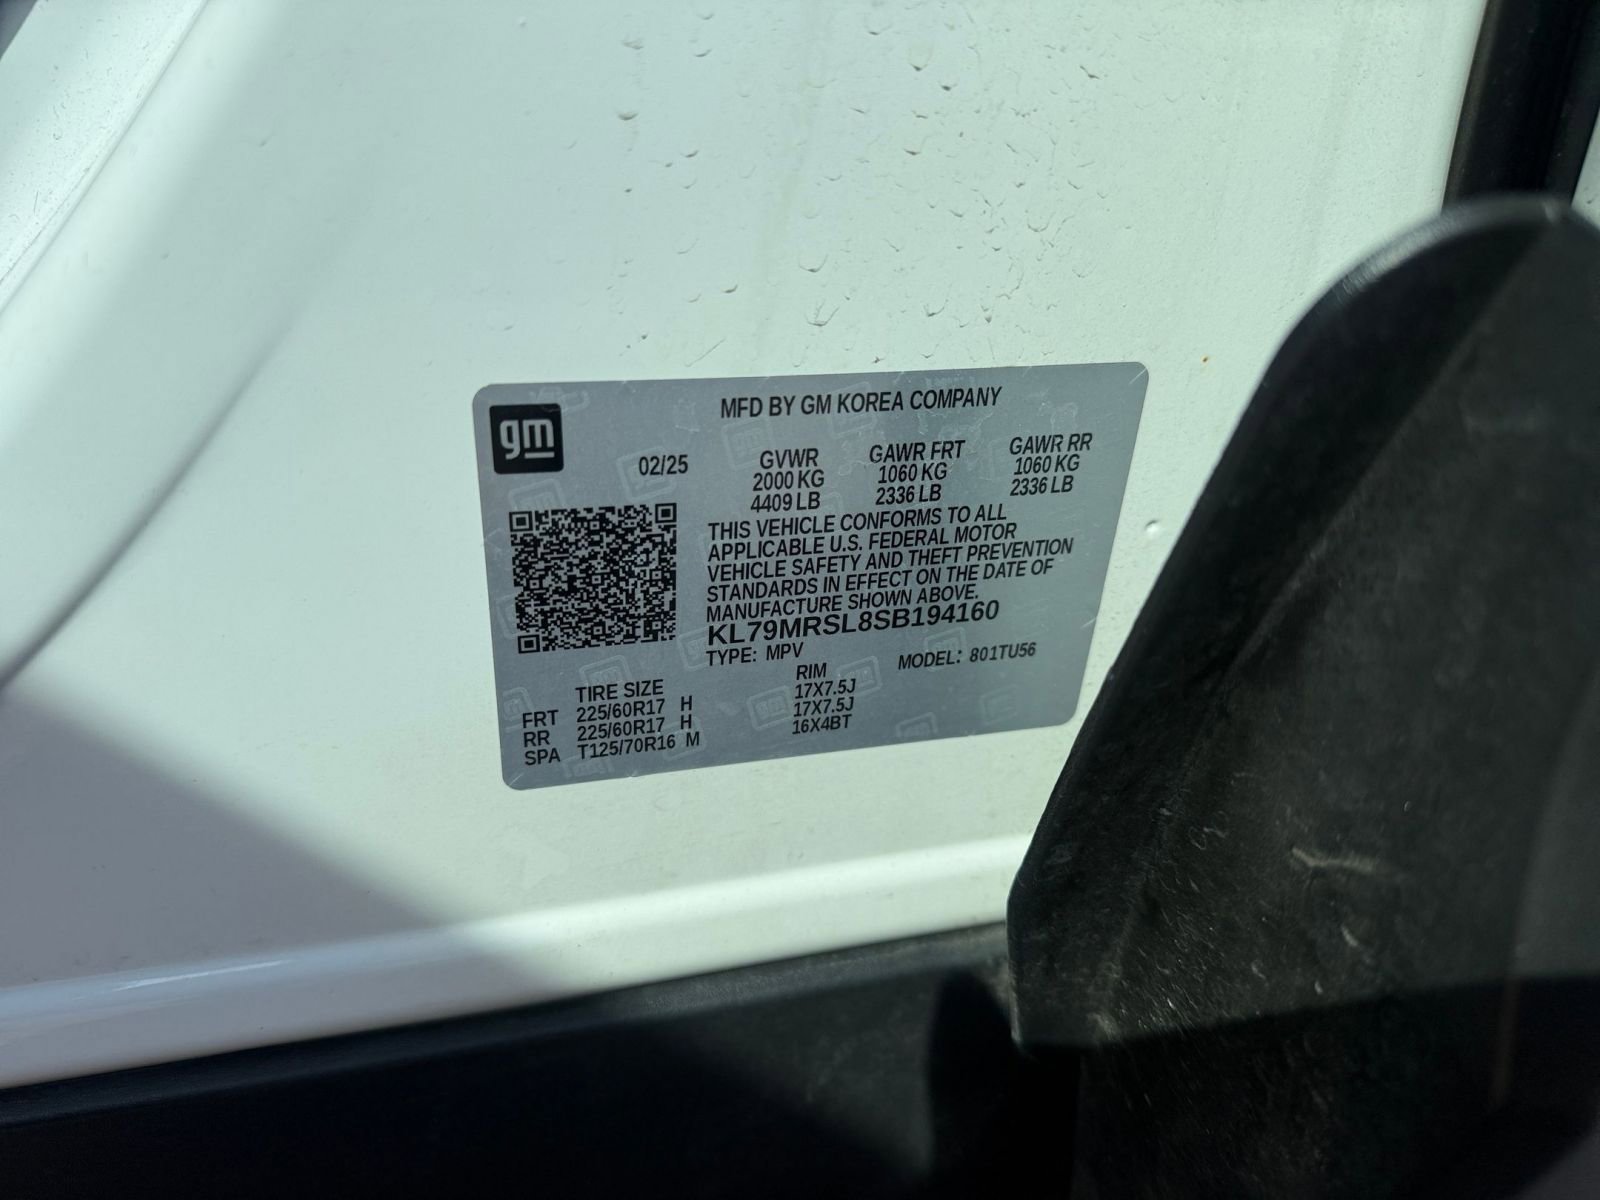 gm
MFD BY GM KOREA COMPANY
02/25
GVWR GAWR FRT GAWR RR
2000 KG 1060 KG 1060 KG
4409 LB 2336 LB 2336 LB
THIS VEHICLE CONFORMS TO ALL
APPLICABLE U.S. FEDERAL MOTOR
VEHICLE SAFETY AND THEFT PREVENTION
STANDARDS IN EFFECT ON THE DATE OF
MANUFACTURE SHOWN ABOVE.
KL79MRSL8SB194160
TYPE: MPV MODEL: 801TU56
TIRE SIZE RIM
FRT 225/60R17 H 17X7.5J
RR 225/60R17 H 17X7.5J
SPA T125/70R16 M 16X4BT